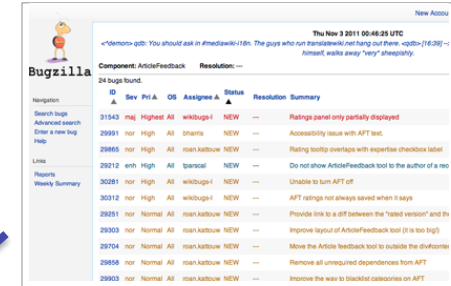 New Accou
Thu Nov 3 2011 00:46:25 UTC
<*demon> qdb: You should ask in #mediawiki-i18n. The guys who run translatewiki.net hang out there. <qdb> [16:39] --
himself, walks away *very* sheepishly.
Bugzilla
Component: ArticleFeedback Resolution: ---
24 bugs found.
ID Sev Pri OS Assignee Status Resolution Summary
31543 maj Highest All wikibugs-l NEW --- Ratings panel only partially displayed
29991 nor High All bharris NEW --- Accessibility issue with AFT text.
29865 nor High All roan.kattouw NEW --- Rating tooltip overlaps with expertise checkbox label
29212 enh High All tparscal NEW --- Do not show ArticleFeedback tool to the author of a rec
30281 nor High All wikibugs-l NEW --- Unable to turn AFT off
30312 nor High All wikibugs-l NEW --- AFT ratings not always saved when it says
29251 nor Normal All roan.kattouw NEW --- Provide link to a diff between the "rated version" and the
29303 nor Normal All roan.kattouw NEW --- Improve layout of ArticleFeedback tool (it is too big!)
29704 nor Normal All roan.kattouw NEW --- Move the Article feedback tool to outside the div#conten
29858 nor Normal All roan.kattouw NEW --- Remove all unrequired dependences from AFT
29903 nor Normal All roan.kattouw NEW --- Improve the way to blacklist categories on AFT
Navigation
Search bugs
Advanced search
Enter a new bug
Help
Links
Reports
Weekly Summary